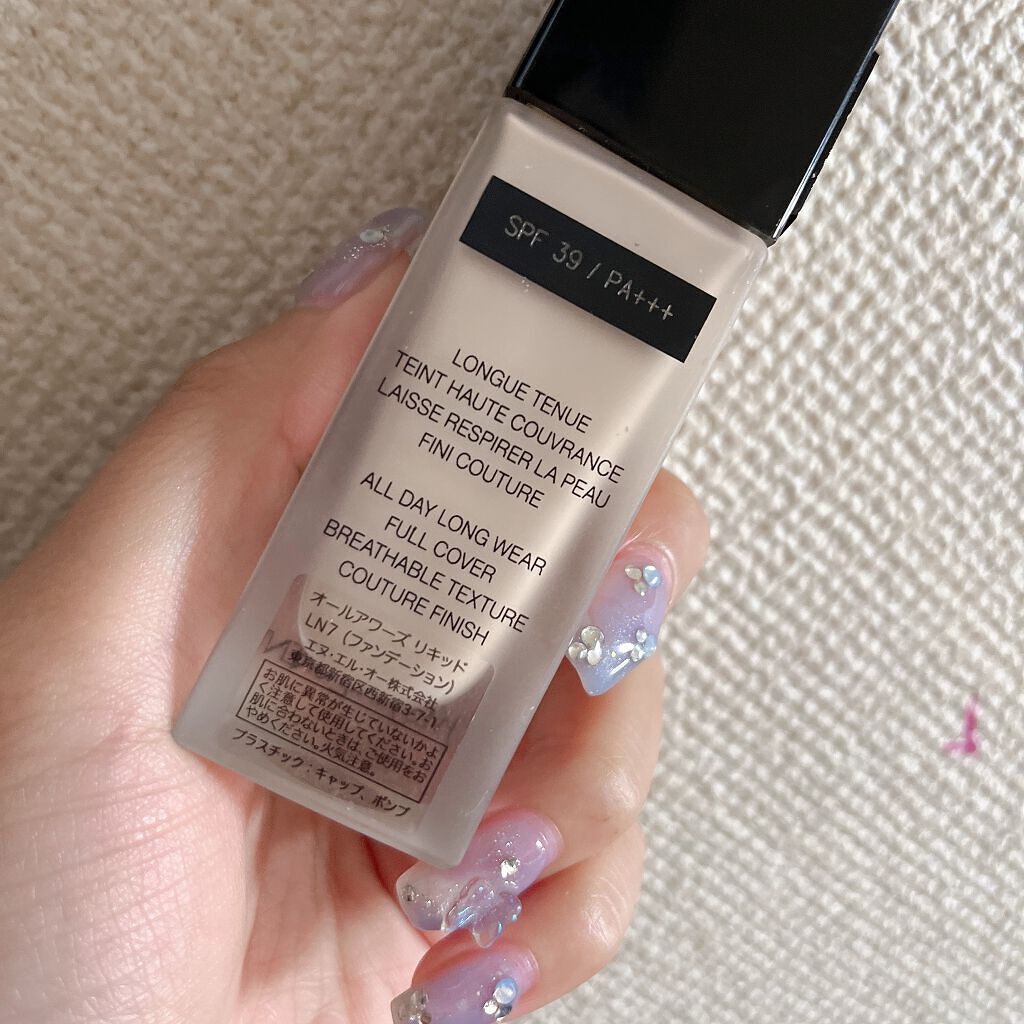 SPF 39 / PA+++
LONGUE TENUE
TEINT HAUTE COUVRANCE
LAISSE RESPIRER LA PEAU
FINI COUTURE
ALL DAY LONG WEAR
FULL COVER
BREATHABLE TEXTURE
COUTURE FINISH
オールアワーズ リキッド
LN7 (ファンデーション)
エヌ・エル・オー株式会社
東京都新宿区西新宿3-7-1
お肌に異常が生じていないかよ
く注意して使用してください。お
肌に合わないときは、ご使用をお
やめください。火気注意。
プラスチック・キャップ、ポンプ